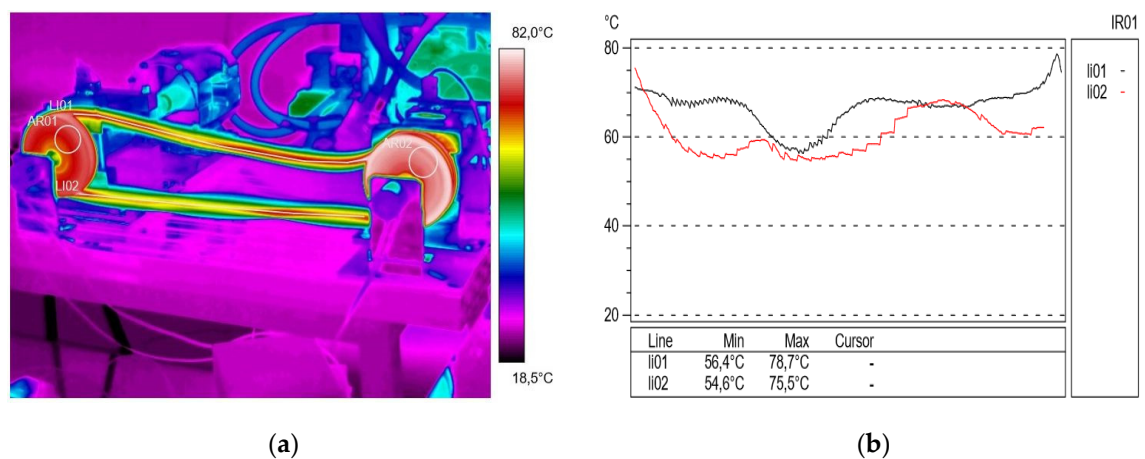 82,0°C
LI01
AR01
AR02
LI02
18,5°C
(a)
°C
IR01
80
60
40
20
li01 -
li02 -
Line Min Max Cursor
li01 56,4°C 78,7°C -
li02 54,6°C 75,5°C -
(b)